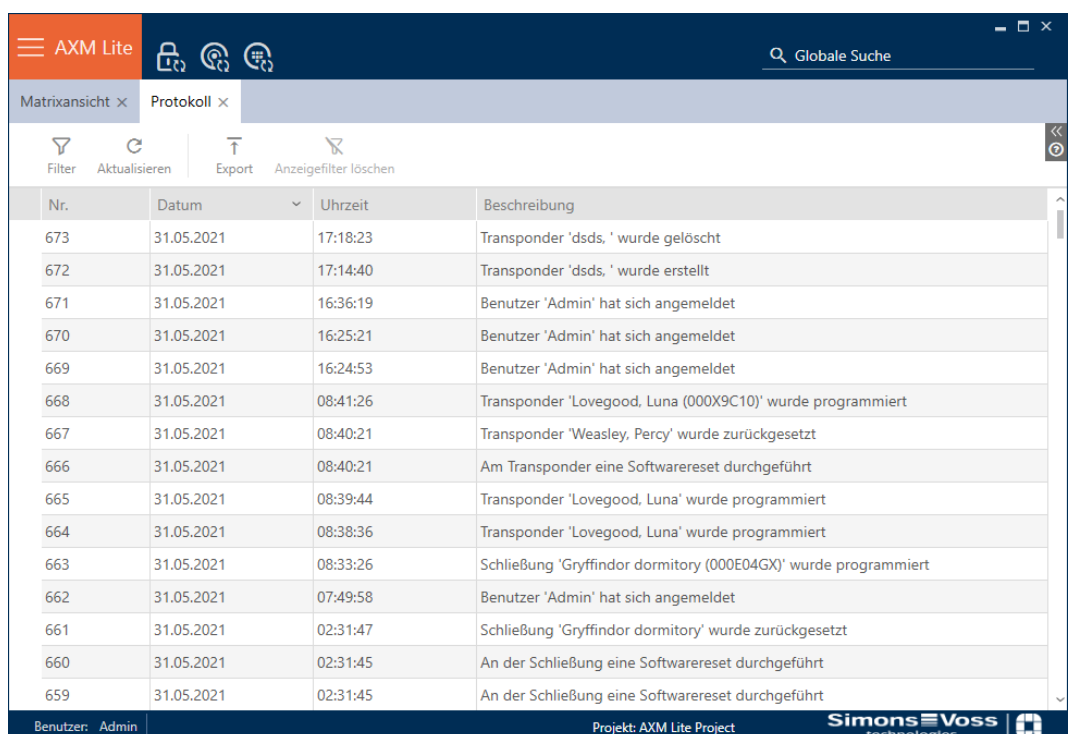 AXM Lite
Globale Suche
Matrixansicht
Protokoll
Filter
Aktualisieren
Export
Anzeigefilter löschen
Nr. Datum Uhrzeit Beschreibung
673 31.05.2021 17:18:23 Transponder 'dsds, ' wurde gelöscht
672 31.05.2021 17:14:40 Transponder 'dsds, ' wurde erstellt
671 31.05.2021 16:36:19 Benutzer 'Admin' hat sich angemeldet
670 31.05.2021 16:25:21 Benutzer 'Admin' hat sich angemeldet
669 31.05.2021 16:24:53 Benutzer 'Admin' hat sich angemeldet
668 31.05.2021 08:41:26 Transponder 'Lovegood, Luna (000X9C10)' wurde programmiert
667 31.05.2021 08:40:21 Transponder 'Weasley, Percy' wurde zurückgesetzt
666 31.05.2021 08:40:21 Am Transponder eine Softwarereset durchgeführt
665 31.05.2021 08:39:44 Transponder 'Lovegood, Luna' wurde programmiert
664 31.05.2021 08:38:36 Transponder 'Lovegood, Luna' wurde programmiert
663 31.05.2021 08:33:26 Schließung 'Gryffindor dormitory (000E04GX)' wurde programmiert
662 31.05.2021 07:49:58 Benutzer 'Admin' hat sich angemeldet
661 31.05.2021 02:31:47 Schließung 'Gryffindor dormitory' wurde zurückgesetzt
660 31.05.2021 02:31:45 An der Schließung eine Softwarereset durchgeführt
659 31.05.2021 02:31:45 An der Schließung eine Softwarereset durchgeführt
Benutzer: Admin
Projekt: AXM Lite Project
Simons Voss
technologies